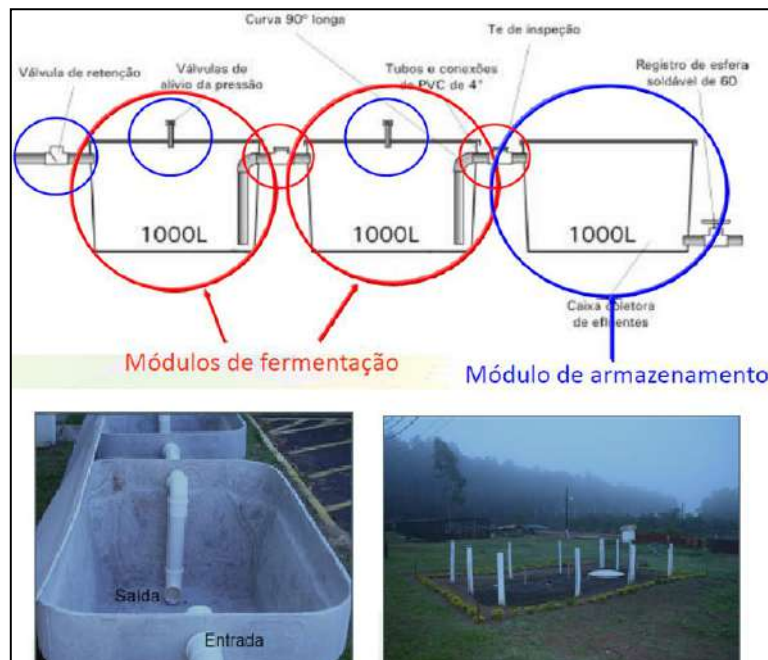 Curva 90º longa
Te de inspeção
Válvula de retenção
Válvulas de
alívio da pressão
Tubos e conexões
de PVC de 4"
Registro de esfera
soldável de 60
1000L
1000L
1000L
Caixa coletora
de efluentes
Módulos de fermentação
Módulo de armazenamento
Saída
Entrada